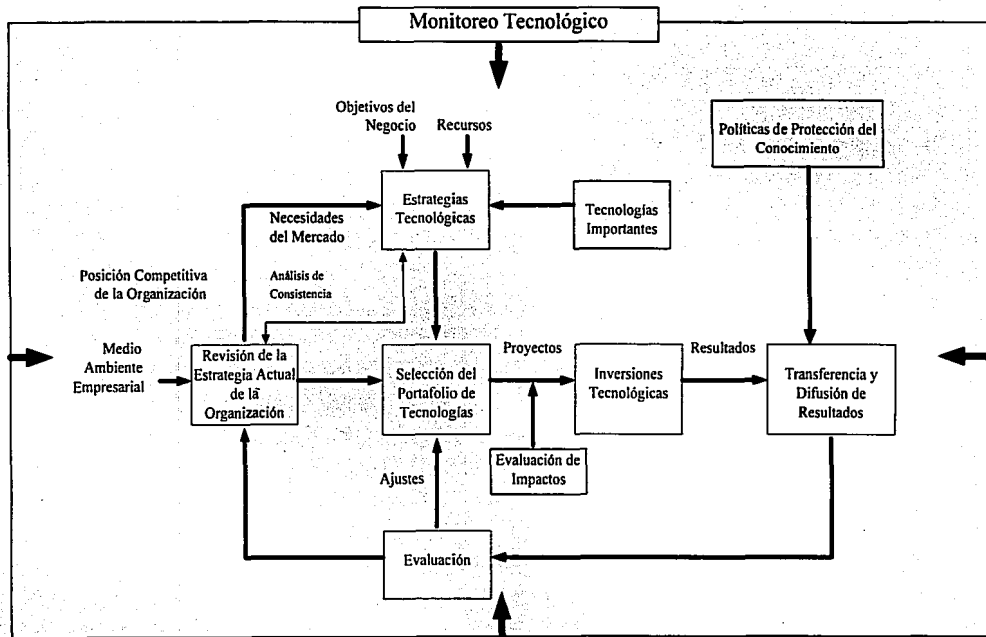 Monitoreo Tecnológico
Objetivos del
Negocio
Recursos
Políticas de Protección del
Conocimiento
Estrategias
Tecnológicas
Tecnologías
Importantes
Necesidades
del Mercado
Posición Competitiva
de la Organización
Análisis de
Consistencia
Medio
Ambiente
Empresarial
Revisión de la
Estrategia Actual
de la
Organización
Selección del
Portafolio de
Tecnologías
Proyectos
Inversiones
Tecnológicas
Resultados
Transferencia y
Difusión de
Resultados
Evaluación de
Impactos
Ajustes
Evaluación